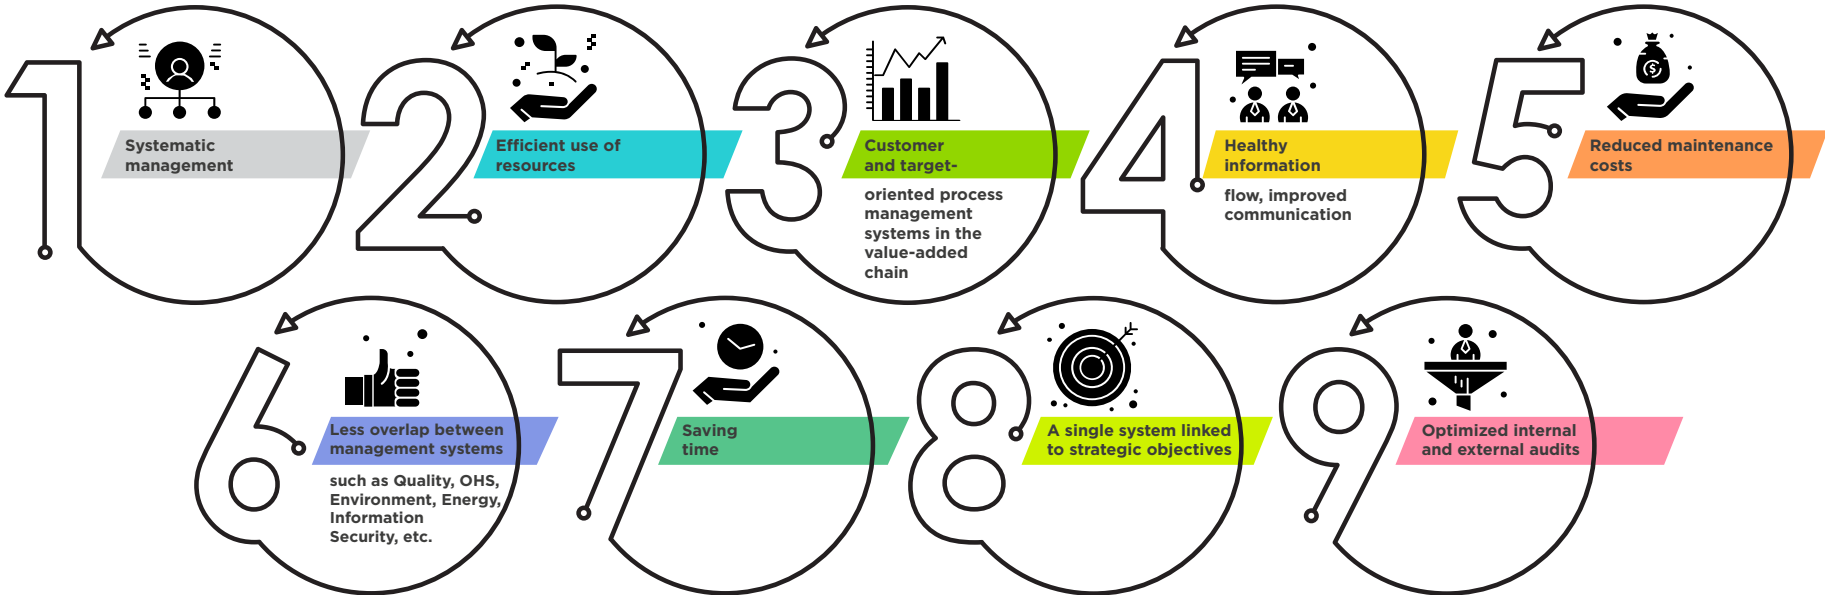 1
Systematic
management
2
Efficient use of
resources
3
Customer
and target-
oriented process
management
systems in the
value-added
chain
4
Healthy
information
flow, improved
communication
5
Reduced maintenance
costs
6
Less overlap between
management systems
such as Quality, OHS,
Environment, Energy,
Information
Security, etc.
7
Saving
time
8
A single system linked
to strategic objectives
9
Optimized internal
and external audits